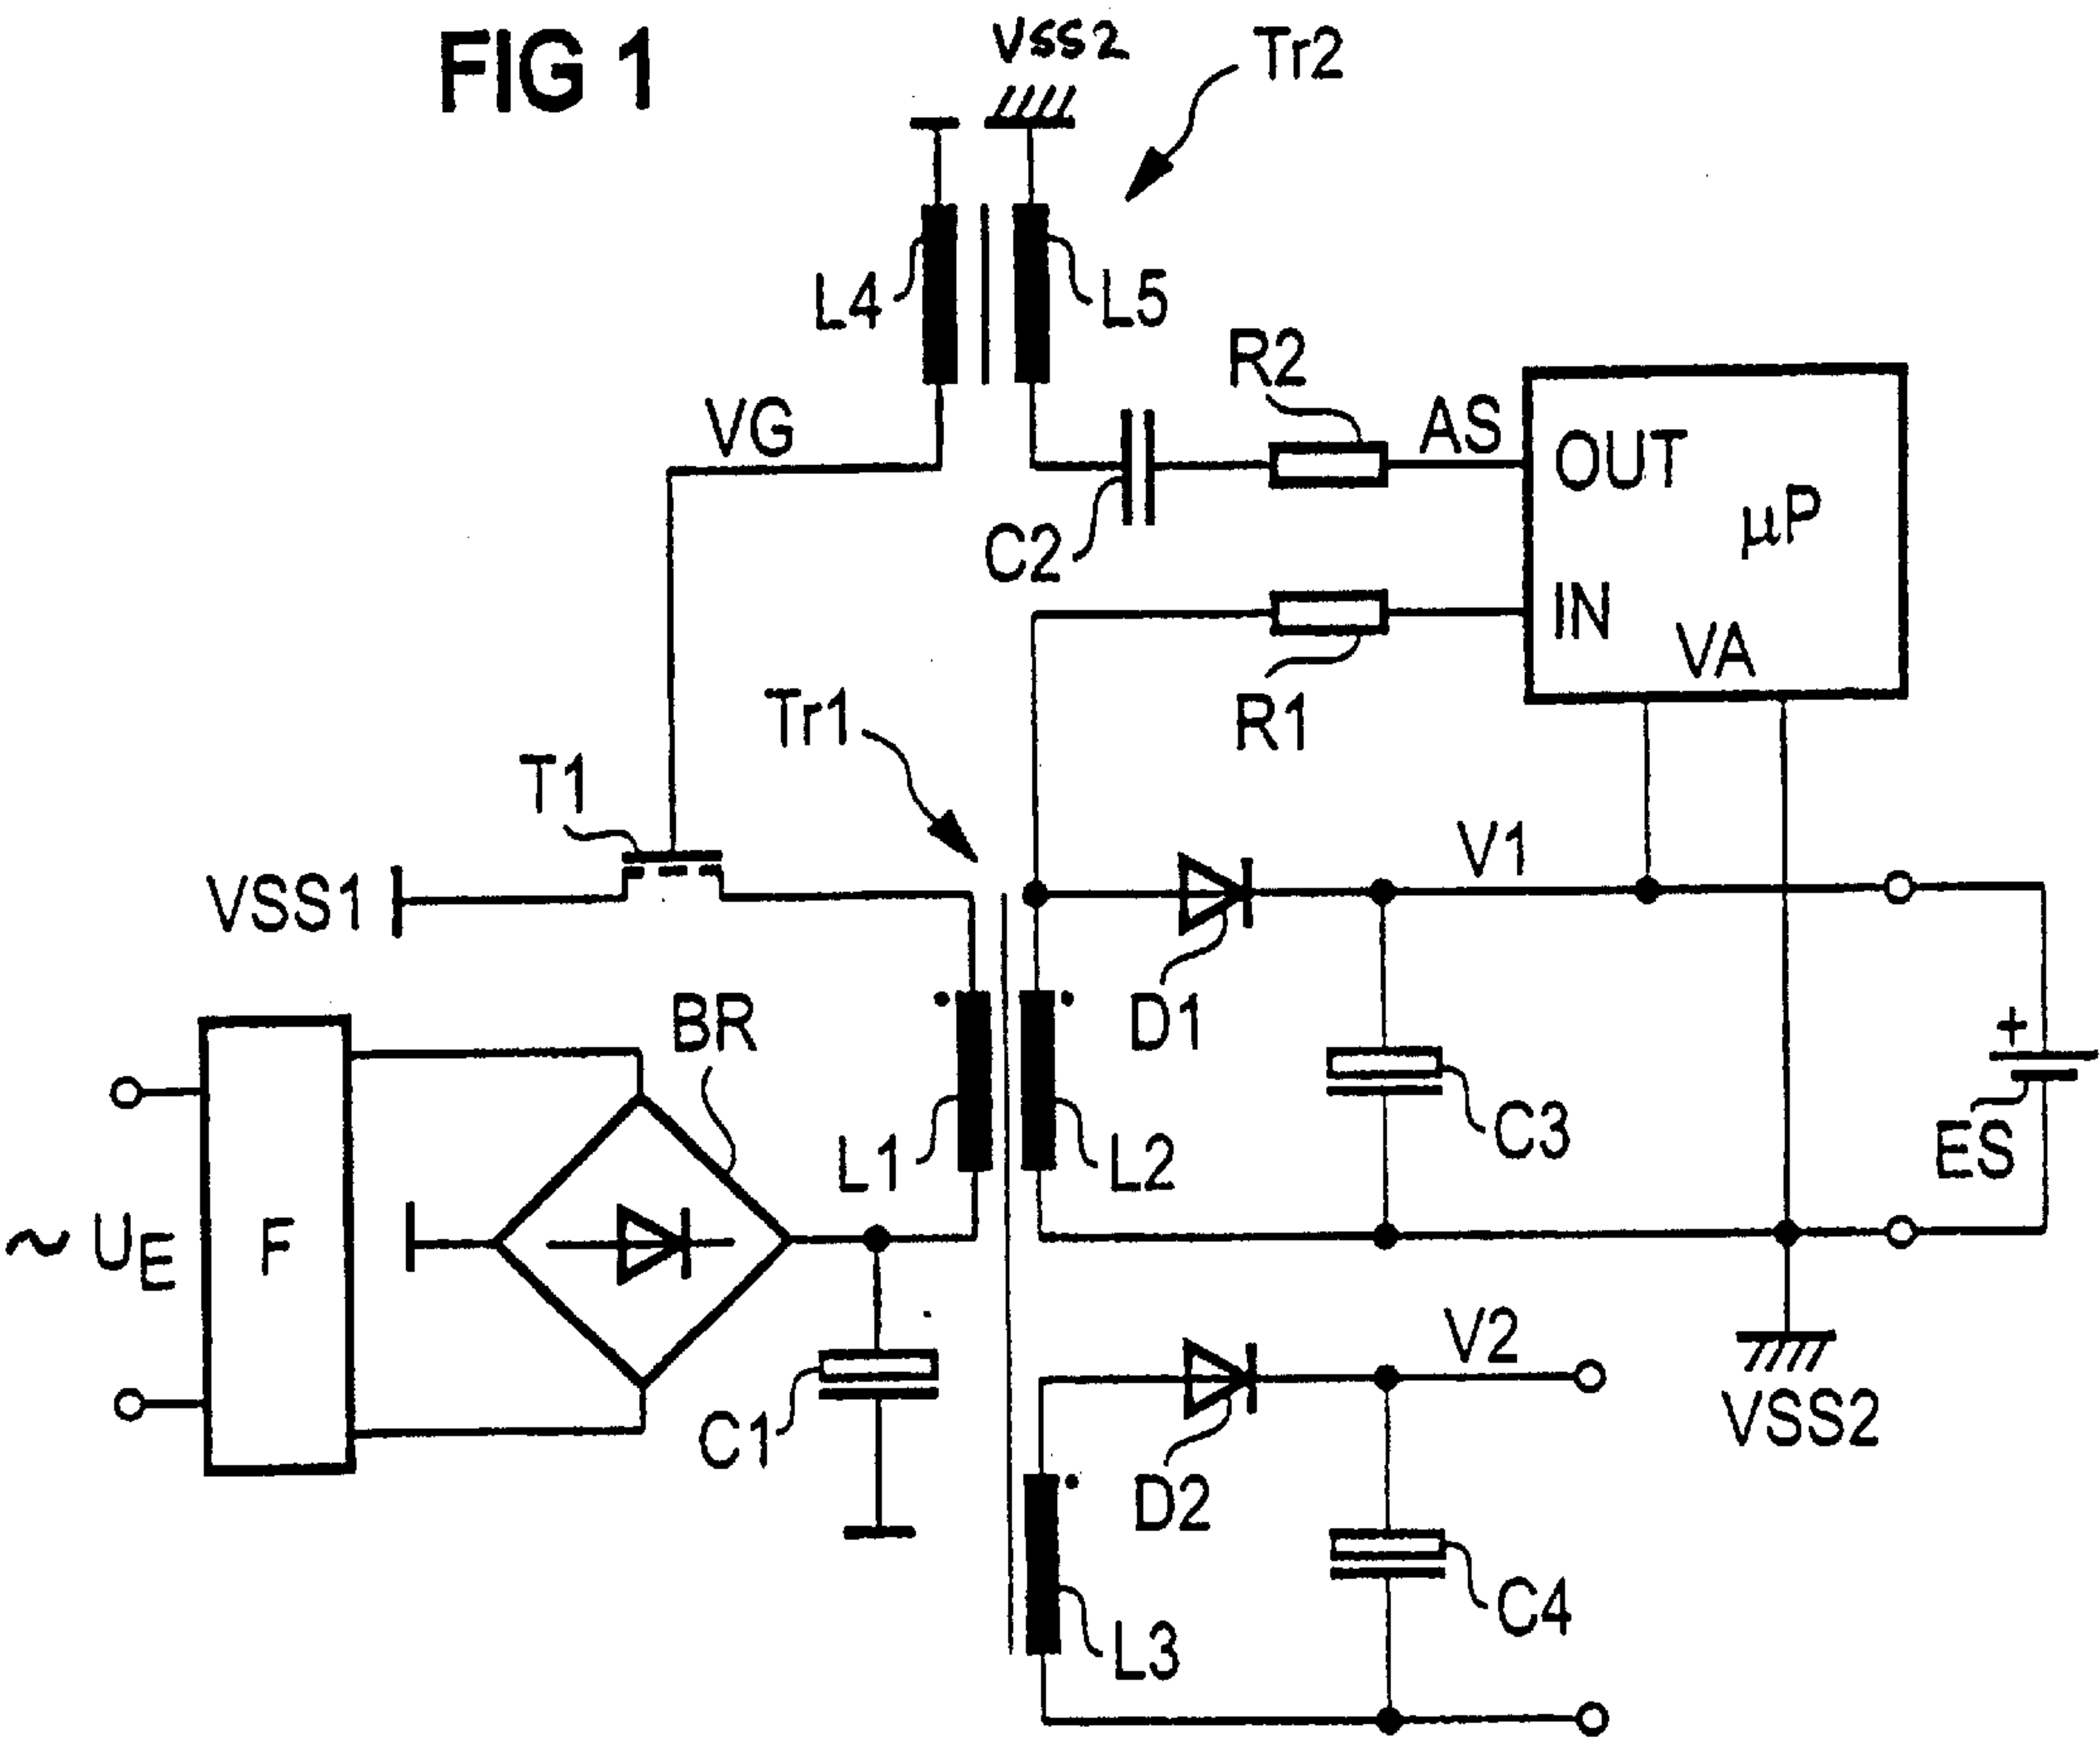 FIG 1
VSS2
Tr2
L4
L5
R2
VG
AS
OUT
µP
C2
IN
VA
R1
Tr1
T1
V1
VSS1
BR
D1
+
L1
L2
C3
ES
~ UE
F
V2
C1
VSS2
D2
C4
L3